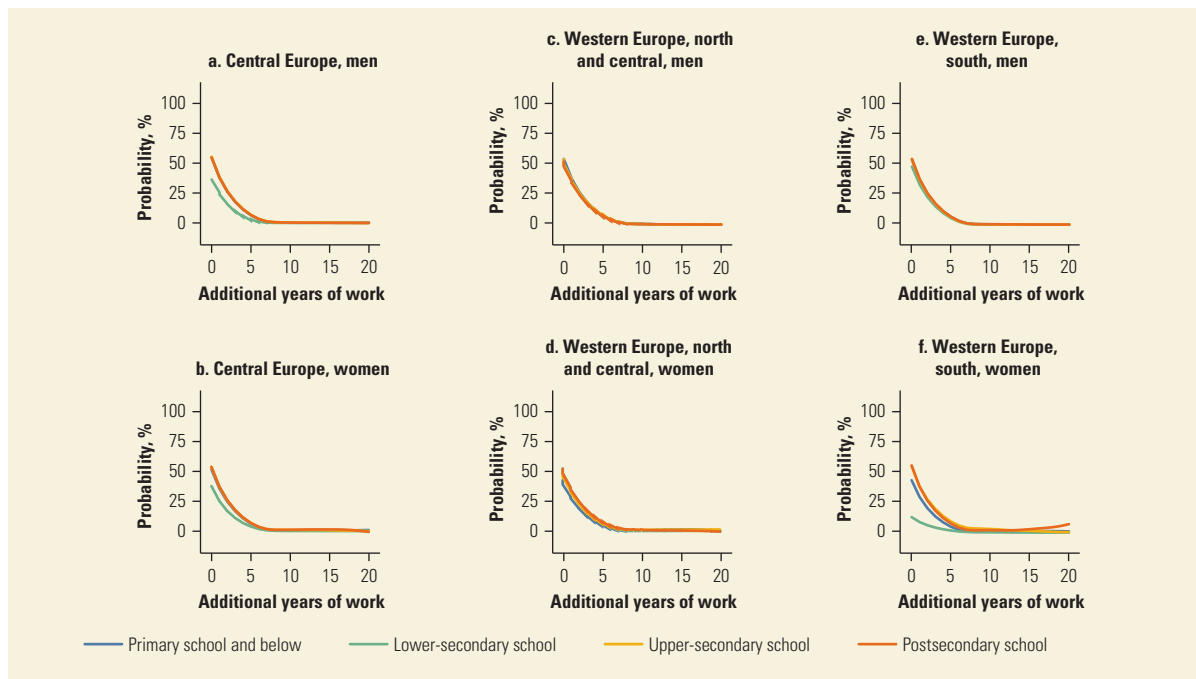 a. Central Europe, men
Probability, %
100
75
50
25
0
0 5 10 15 20
Additional years of work
c. Western Europe, north
and central, men
Probability, %
100
75
50
25
0
0 5 10 15 20
Additional years of work
e. Western Europe,
south, men
Probability, %
100
75
50
25
0
0 5 10 15 20
Additional years of work
b. Central Europe, women
Probability, %
100
75
50
25
0
0 5 10 15 20
Additional years of work
d. Western Europe, north
and central, women
Probability, %
100
75
50
25
0
0 5 10 15 20
Additional years of work
f. Western Europe,
south, women
Probability, %
100
75
50
25
0
0 5 10 15 20
Additional years of work
Primary school and below Lower-secondary school Upper-secondary school Postsecondary school